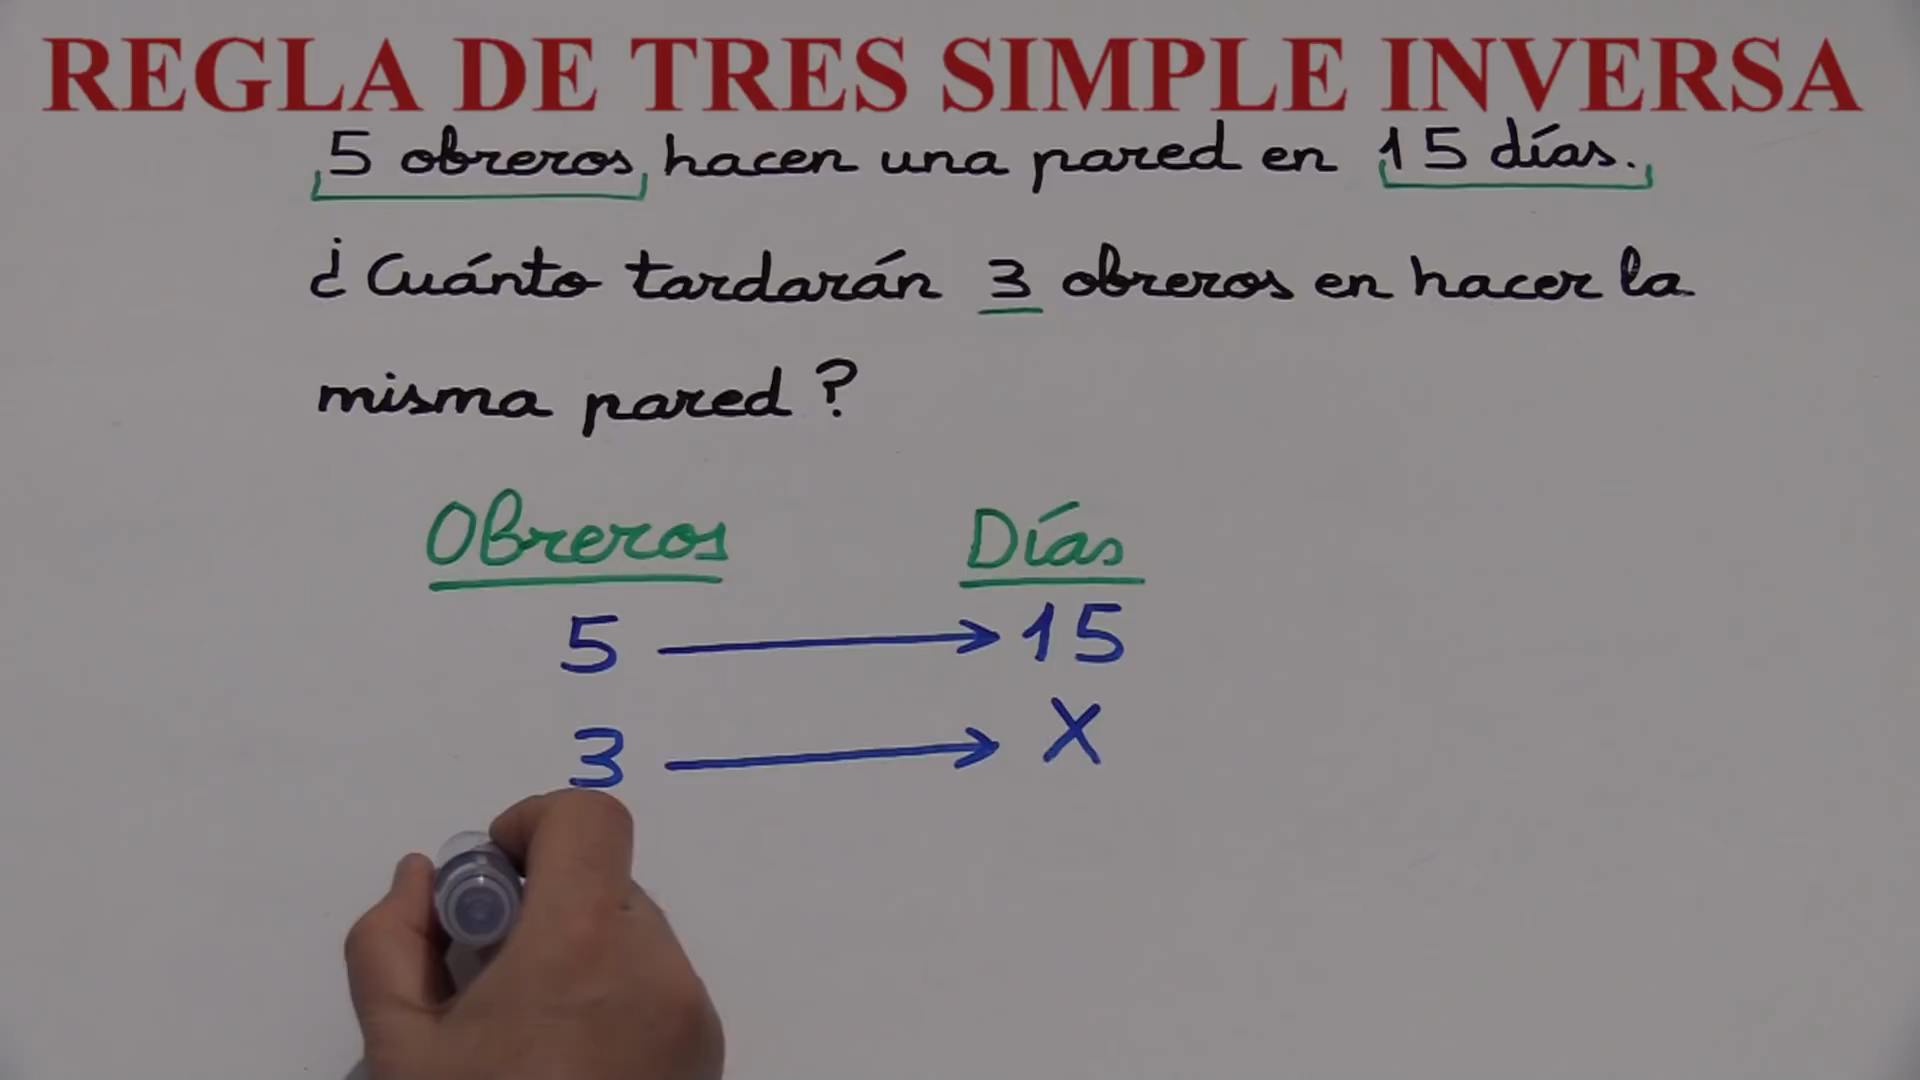 REGLA DE TRES SIMPLE INVERSA
5 obreros hacen una pared en 15 días.
¿Cuánto tardarán 3 obreros en hacer la
misma pared?
Obreros Días
5 → 15
3 → X